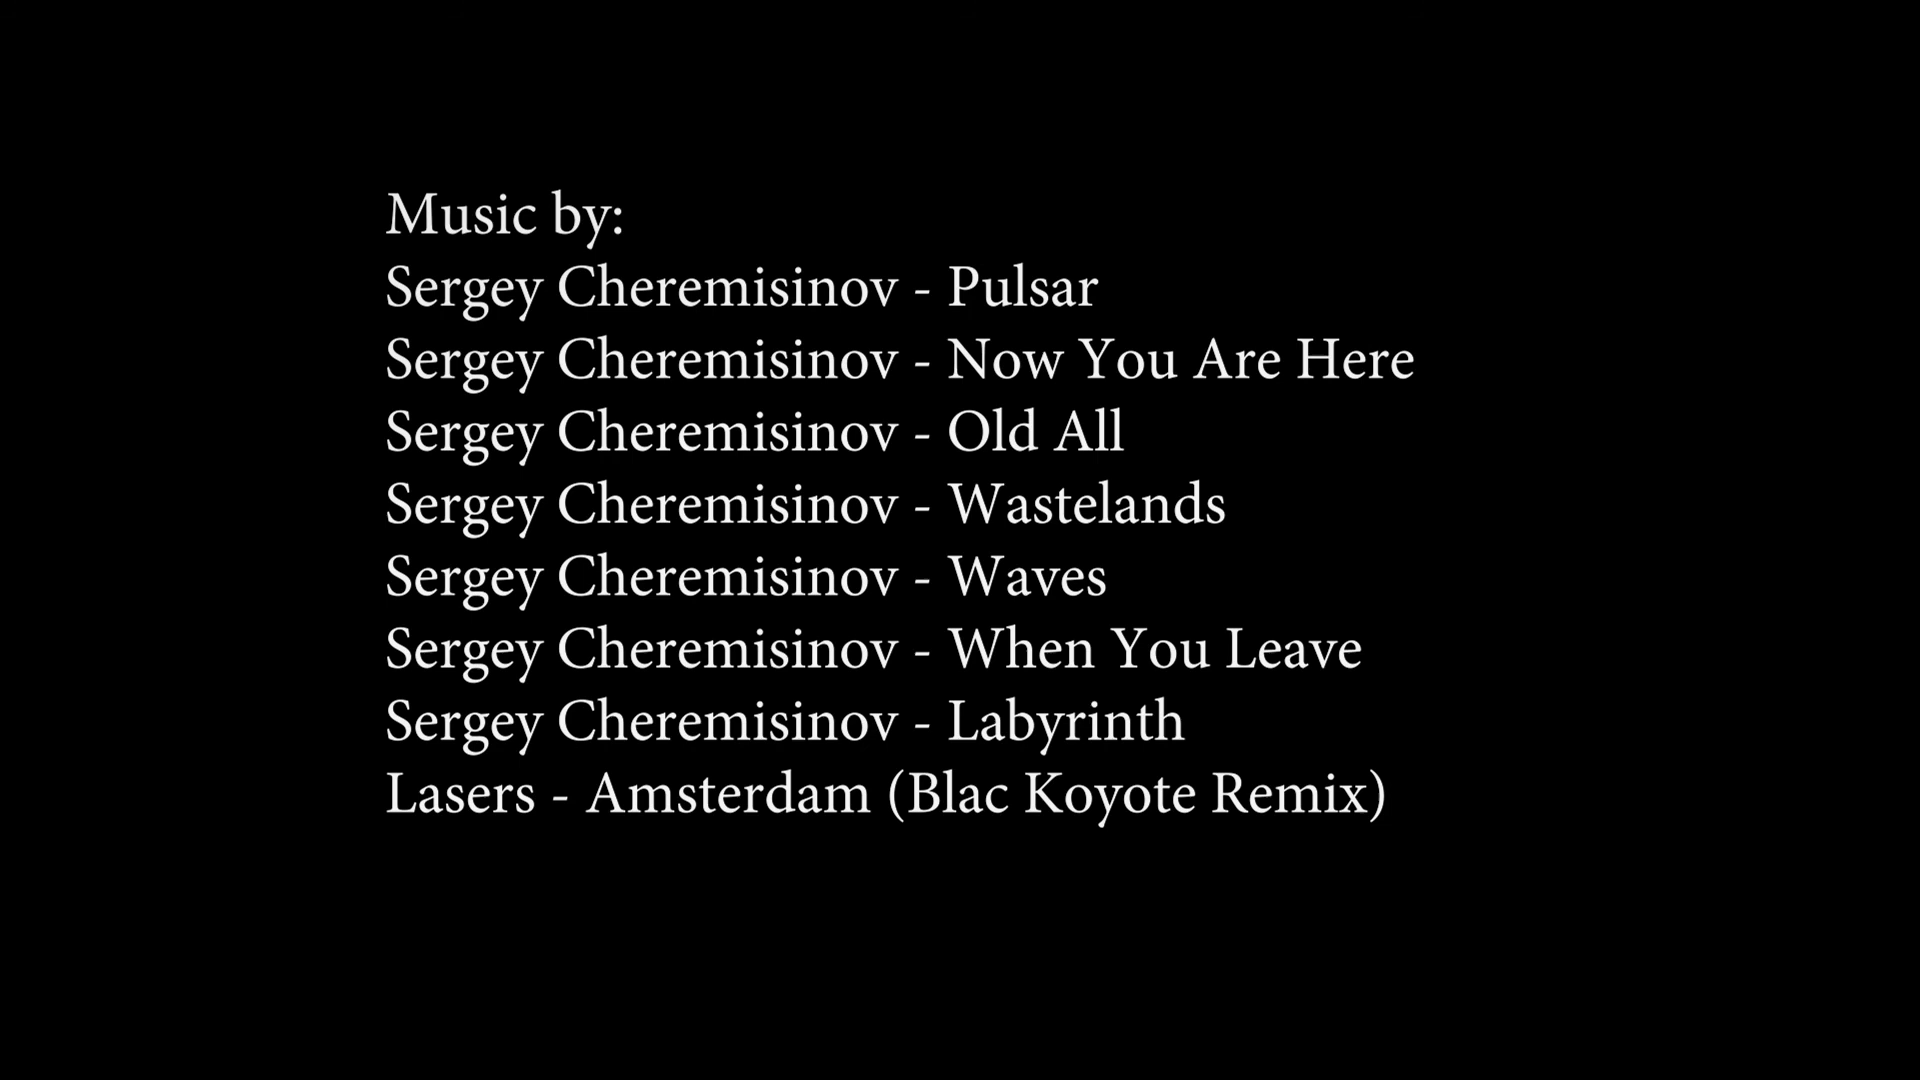 Music by:
Sergey Cheremisinov - Pulsar
Sergey Cheremisinov - Now You Are Here
Sergey Cheremisinov - Old All
Sergey Cheremisinov - Wastelands
Sergey Cheremisinov - Waves
Sergey Cheremisinov - When You Leave
Sergey Cheremisinov - Labyrinth
Lasers - Amsterdam (Blac Koyote Remix)